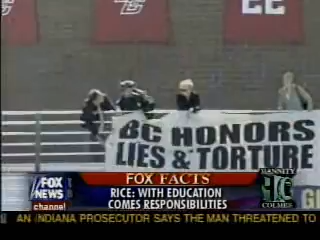 22
BC HONORS
LIES & TORTURE
FOX FACTS
HANNITY
&
COLMES
FOX
NEWS
channel
RICE: WITH EDUCATION
COMES RESPONSIBILITIES
AN INDIANA PROSECUTOR SAYS THE MAN THREATENED TO